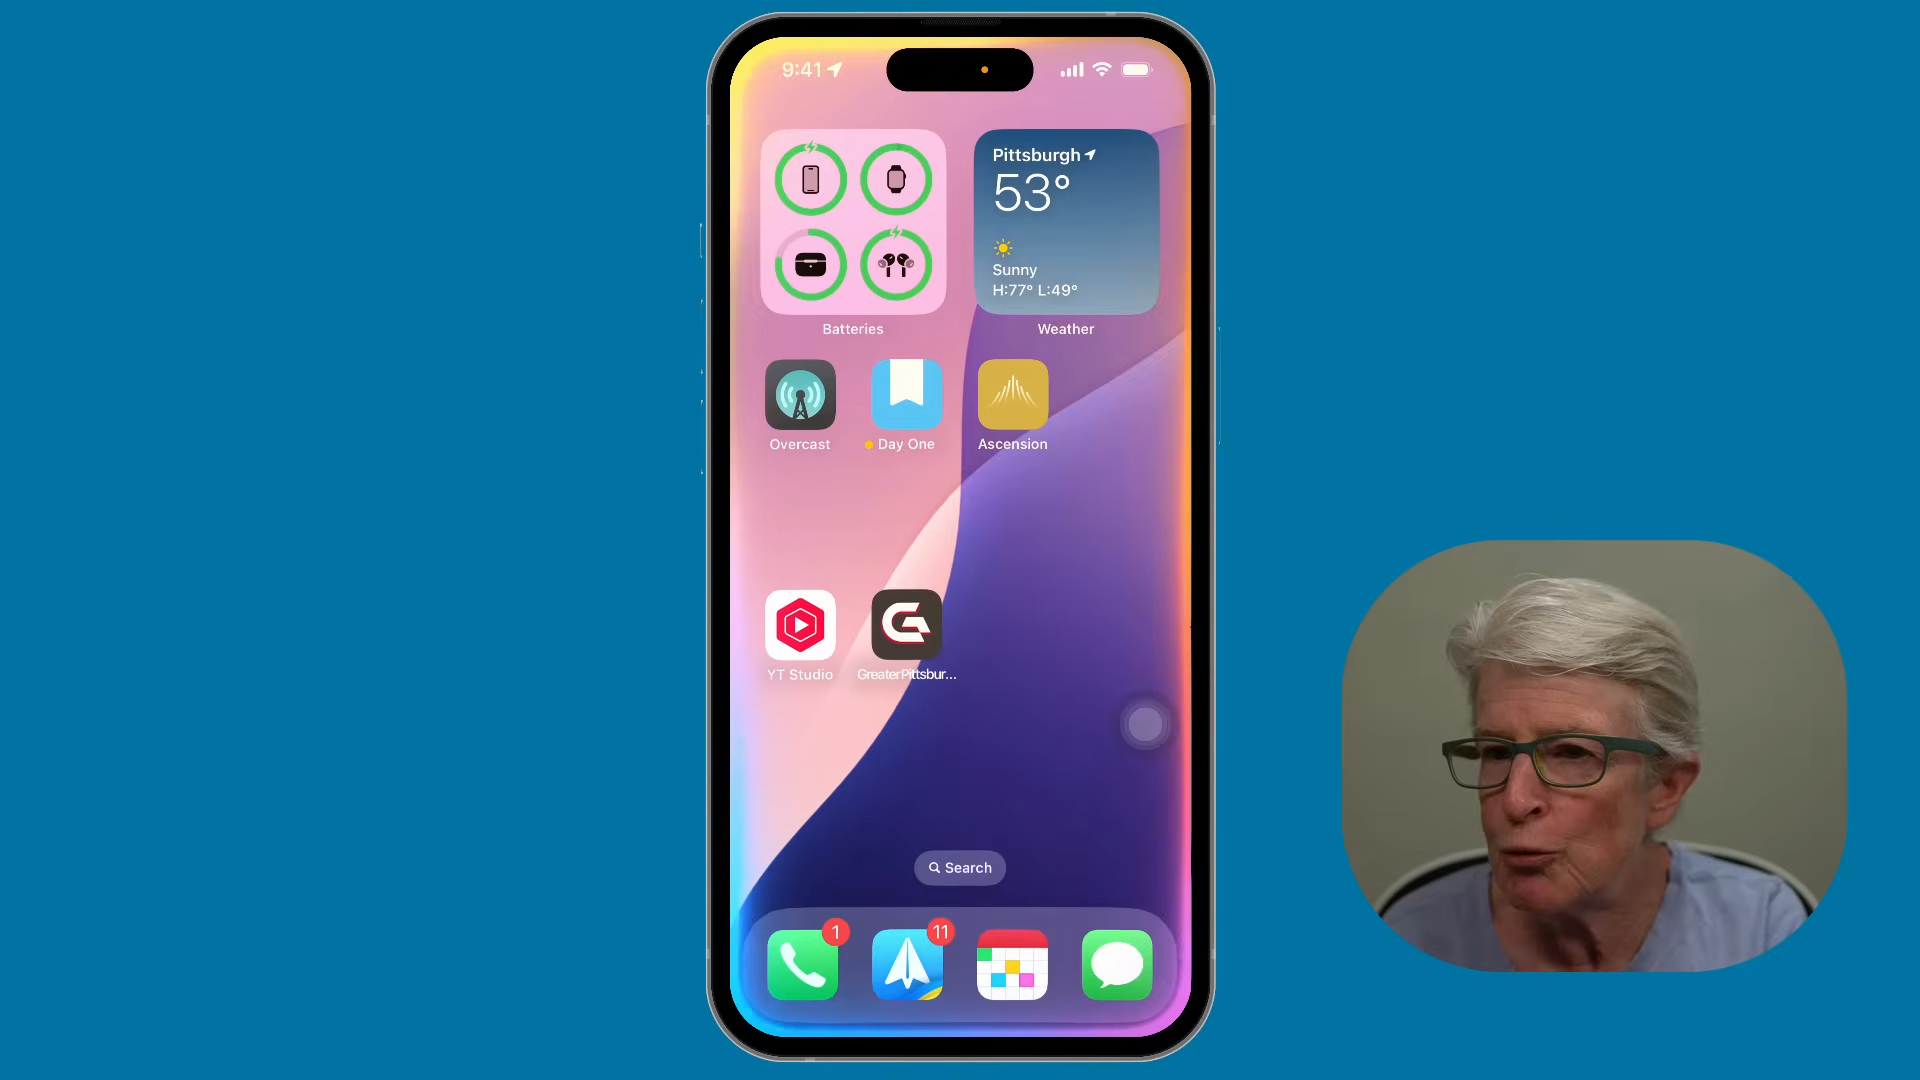 9:41
Pittsburgh
53°
Sunny
H:77° L:49°
Batteries
Weather
Overcast
Day One
Ascension
YT Studio
GreaterPittsbur...
Search
1
11